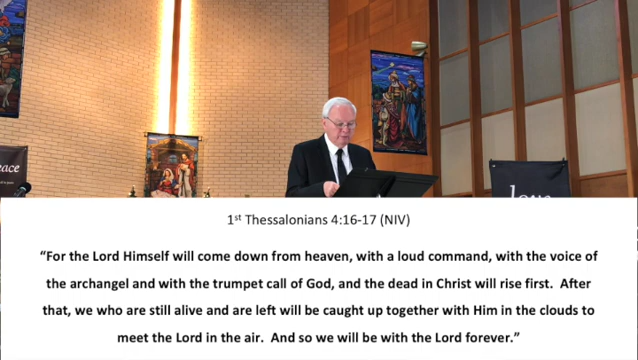 peace
love
1st Thessalonians 4:16-17 (NIV)
“For the Lord Himself will come down from heaven, with a loud command, with the voice of
the archangel and with the trumpet call of God, and the dead in Christ will rise first.  After
that, we who are still alive and are left will be caught up together with Him in the clouds to
meet the Lord in the air.  And so we will be with the Lord forever.”